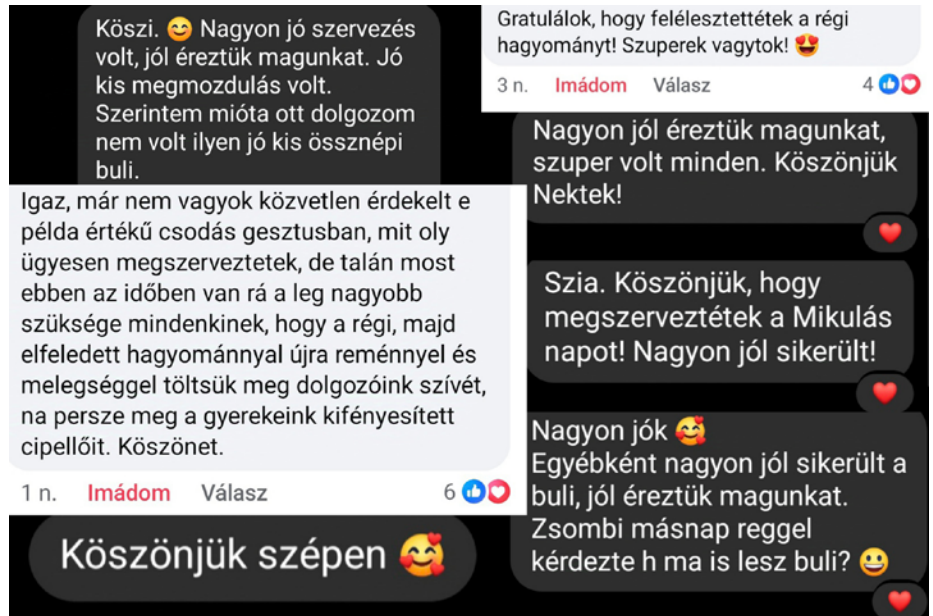 Köszi. 😊 Nagyon jó szervezés
volt, jól éreztük magunkat. Jó
kis megmozdulás volt.
Szerintem mióta ott dolgozom
nem volt ilyen jó kis össznépi
buli.
Igaz, már nem vagyok közvetlen érdekelt e
példa értékű csodás gesztusban, mit oly
ügyesen megszerveztetek, de talán most
ebben az időben van rá a leg nagyobb
szüksége mindenkinek, hogy a régi, majd
elfeledett hagyománnyal újra reménnyel és
melegséggel töltsük meg dolgozóink szívét,
na persze meg a gyerekeink kifényesített
cipellőit. Köszönet.
1 n. Imádom Válasz 6
Köszönjük szépen 🥰
Gratulálok, hogy felélesztettétek a régi
hagyományt! Szuperek vagytok! 😍
3 n. Imádom Válasz 4
Nagyon jól éreztük magunkat,
szuper volt minden. Köszönjük
Nektek!
Szia. Köszönjük, hogy
megszerveztétek a Mikulás
napot! Nagyon jól sikerült!
Nagyon jók 🥰
Egyébként nagyon jól sikerült a
buli, jól éreztük magunkat.
Zsombi másnap reggel
kérdezte h ma is lesz buli? 😀